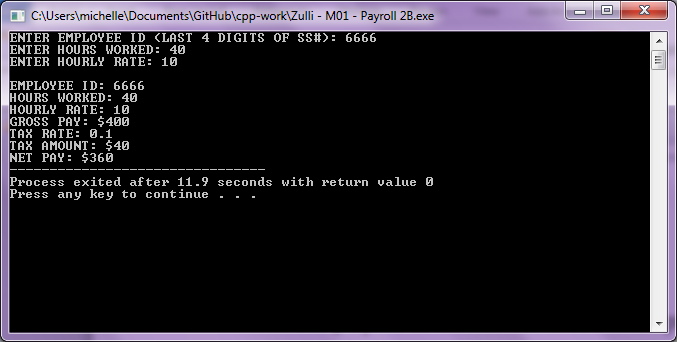 C:\Users\michelle\Documents\GitHub\cpp-work\Zulli - M01 - Payroll 2B.exe
ENTER EMPLOYEE ID (LAST 4 DIGITS OF SS#): 6666
ENTER HOURS WORKED: 40
ENTER HOURLY RATE: 10
EMPLOYEE ID: 6666
HOURS WORKED: 40
HOURLY RATE: 10
GROSS PAY: $400
TAX RATE: 0.1
TAX AMOUNT: $40
NET PAY: $360
--------------------------------
Process exited after 11.9 seconds with return value 0
Press any key to continue . . .